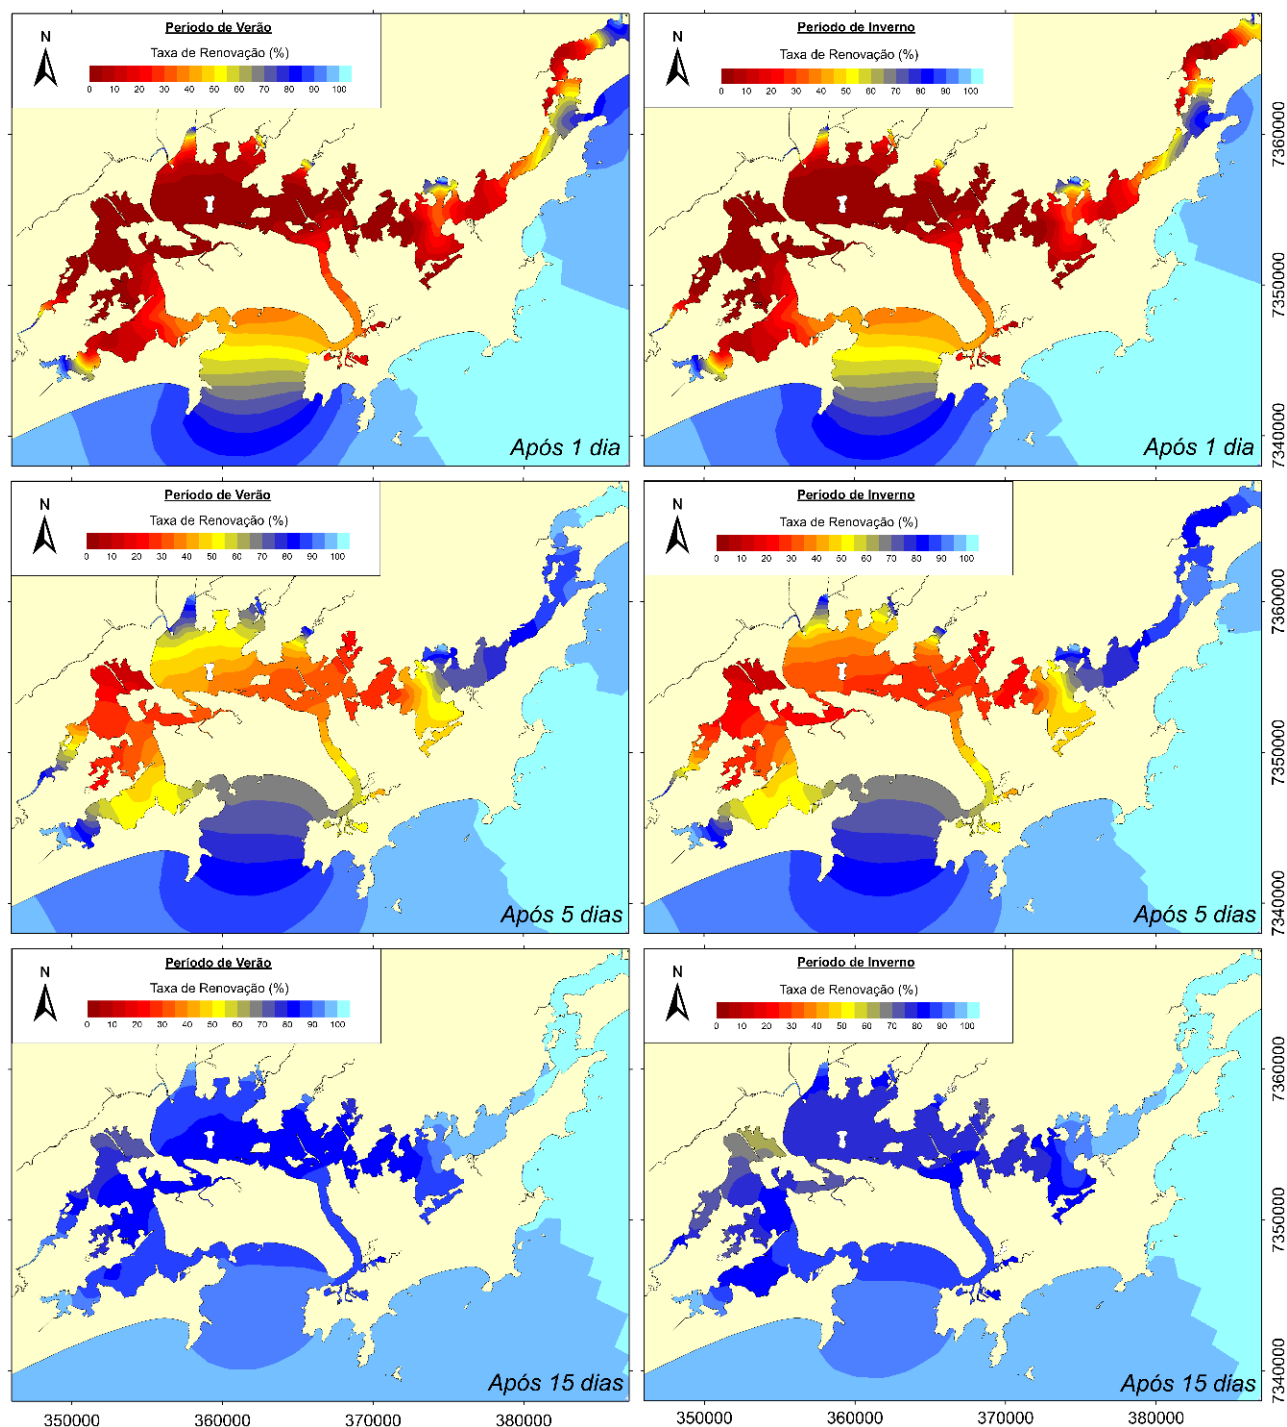 Período de Verão
N
Taxa de Renovação (%)
0 10 20 30 40 50 60 70 80 90 100
Após 1 dia
Período de Inverno
N
Taxa de Renovação (%)
0 10 20 30 40 50 60 70 80 90 100
7360000
7350000
7340000
Após 1 dia
Período de Verão
N
Taxa de Renovação (%)
0 10 20 30 40 50 60 70 80 90 100
Após 5 dias
Período de Inverno
N
Taxa de Renovação (%)
0 10 20 30 40 50 60 70 80 90 100
7360000
7350000
7340000
Após 5 dias
Período de Verão
N
Taxa de Renovação (%)
0 10 20 30 40 50 60 70 80 90 100
Após 15 dias
350000 360000 370000 380000
Período de Inverno
N
Taxa de Renovação (%)
0 10 20 30 40 50 60 70 80 90 100
7360000
7350000
7340000
Após 15 dias
350000 360000 370000 380000